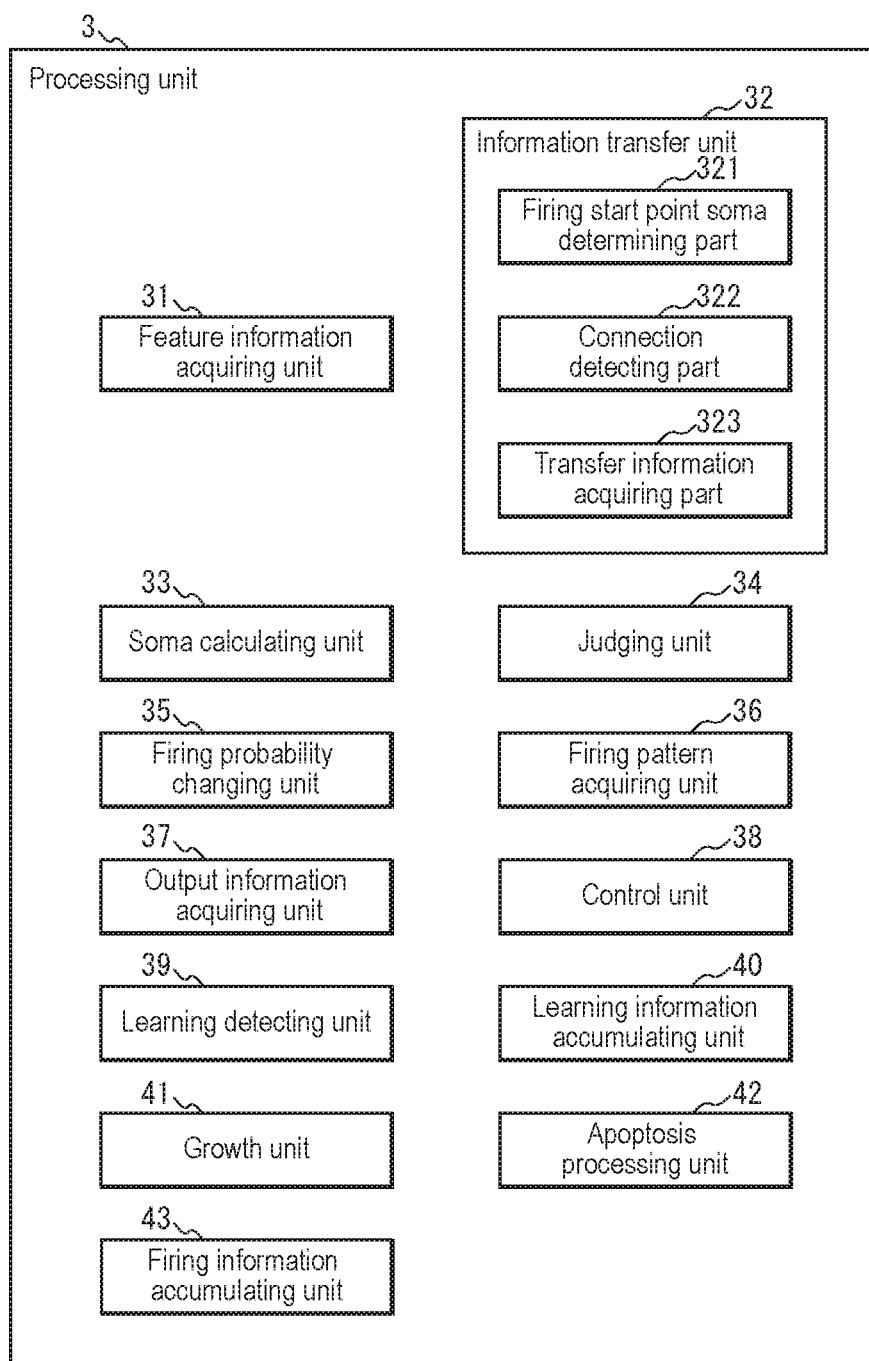 3
Processing unit
32
Information transfer unit
321
Firing start point soma
determining part
31
Feature information
acquiring unit
322
Connection
detecting part
323
Transfer information
acquiring part
33
Soma calculating unit
34
Judging unit
35
Firing probability
changing unit
36
Firing pattern
acquiring unit
37
Output information
acquiring unit
38
Control unit
39
Learning detecting unit
40
Learning information
accumulating unit
41
Growth unit
42
Apoptosis
processing unit
43
Firing information
accumulating unit